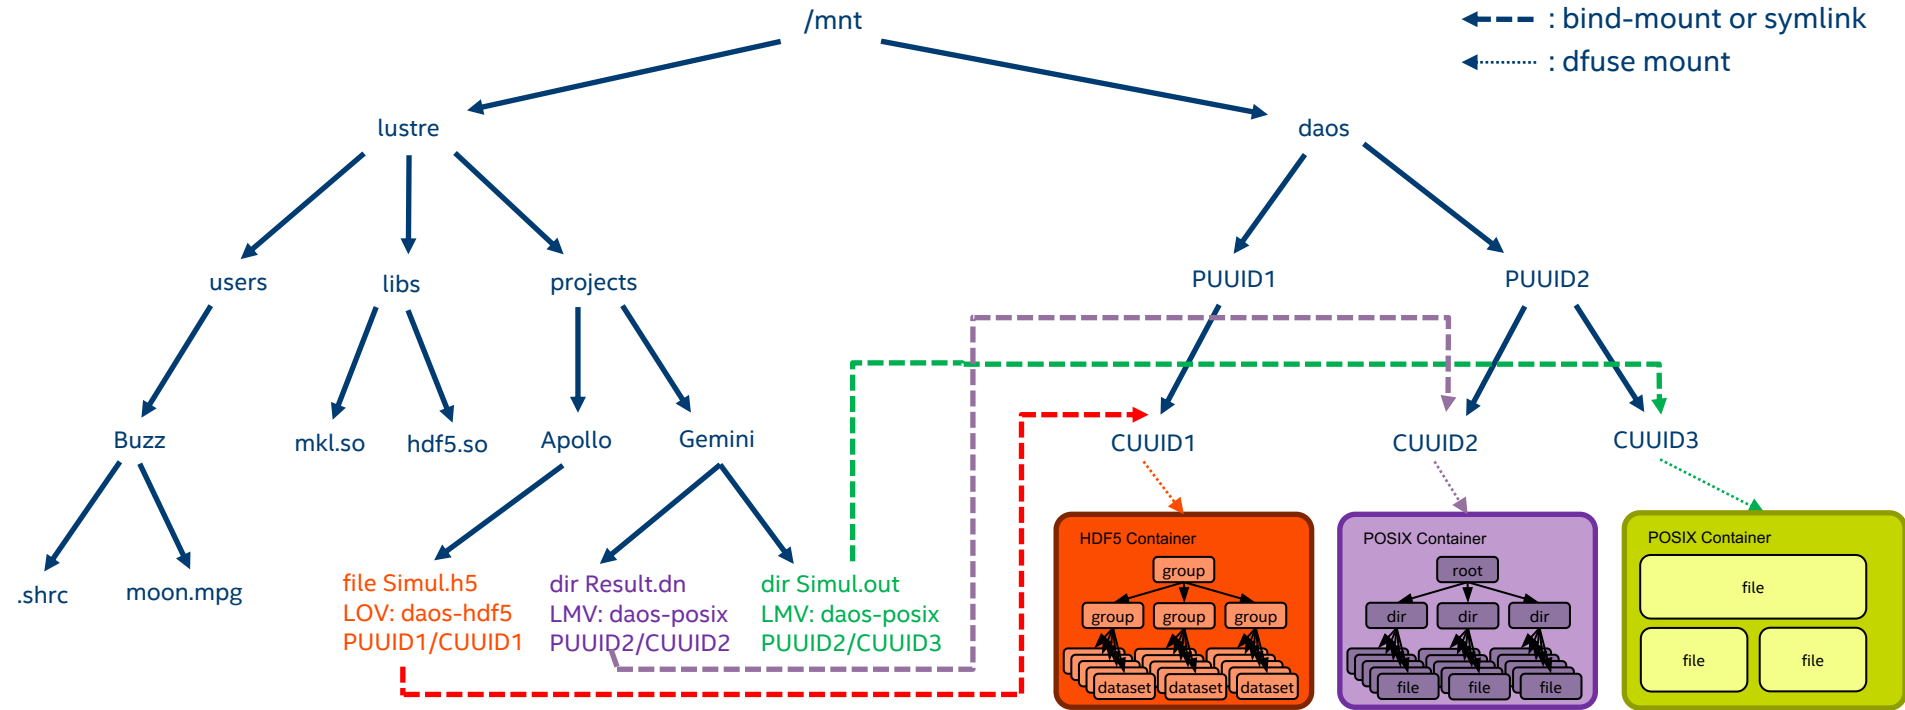 /mnt
: bind-mount or symlink
: dfuse mount
lustre
daos
users
libs
projects
PUUID1
PUUID2
Buzz
mkl.so
hdf5.so
Apollo
Gemini
CUUID1
CUUID2
CUUID3
.shrc
moon.mpg
file Simul.h5
LOV: daos-hdf5
PUUID1/CUUID1
dir Result.dn
LMV: daos-posix
PUUID2/CUUID2
dir Simul.out
LMV: daos-posix
PUUID2/CUUID3
HDF5 Container
group
group
group
group
dataset
dataset
dataset
POSIX Container
root
dir
dir
dir
file
file
file
POSIX Container
file
file
file